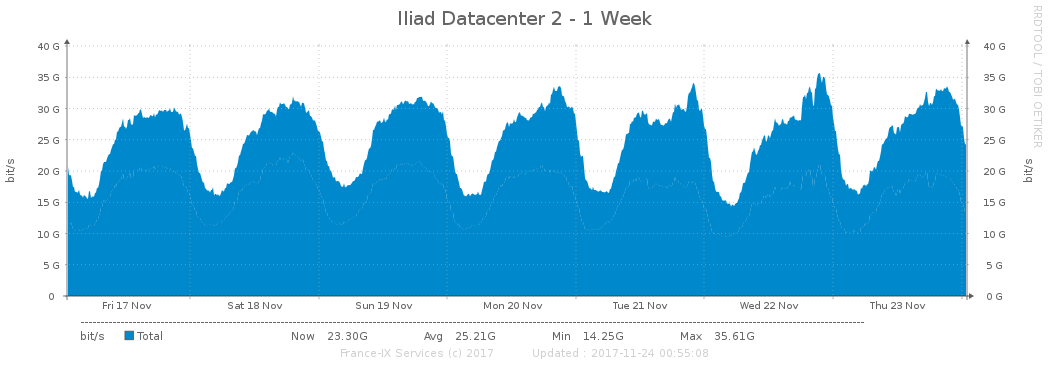 Iliad Datacenter 2 - 1 Week
RRDTOOL / TOBI OETIKER
40 G 40 G
35 G 35 G
30 G 30 G
25 G 25 G
20 G 20 G
15 G 15 G
10 G 10 G
5 G 5 G
0 0 G
bit/s bit/s
Fri 17 Nov Sat 18 Nov Sun 19 Nov Mon 20 Nov Tue 21 Nov Wed 22 Nov Thu 23 Nov
bit/s Total Now 23.30G Avg 25.21G Min 14.25G Max 35.61G
France-IX Services (c) 2017 Updated : 2017-11-24 00:55:08